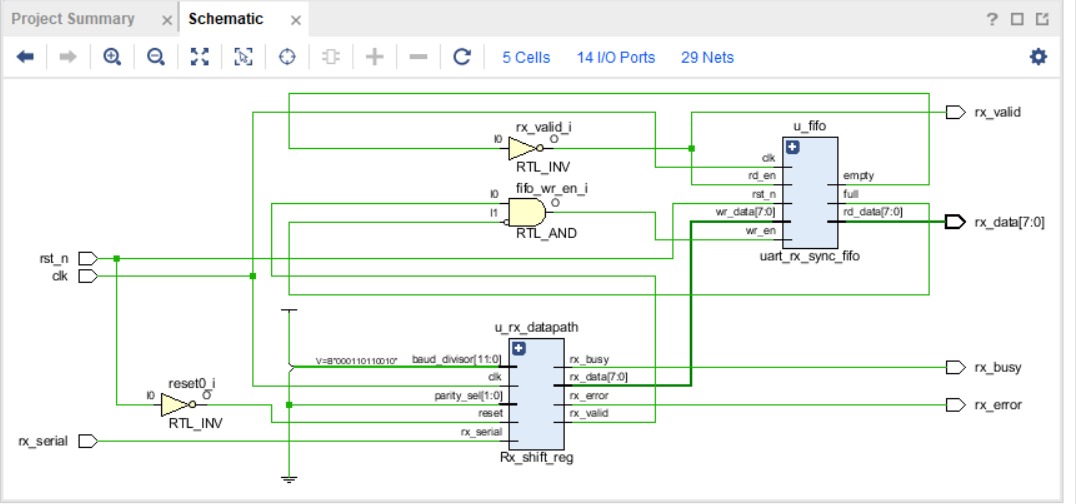 Project Summary
Schematic
5 Cells
14 I/O Ports
29 Nets
rx_valid_i
I0
O
RTL_INV
fifo_wr_en_i
I0
I1
O
RTL_AND
u_fifo
clk
rd_en
rst_n
wr_data[7:0]
wr_en
empty
full
rd_data[7:0]
uart_rx_sync_fifo
rx_valid
rx_data[7:0]
rst_n
clk
reset0_i
I0
O
RTL_INV
rx_serial
u_rx_datapath
V=B"000110110010"
baud_divisor[11:0]
clk
parity_sel[1:0]
reset
rx_serial
rx_busy
rx_data[7:0]
rx_error
rx_valid
Rx_shift_reg
rx_busy
rx_error